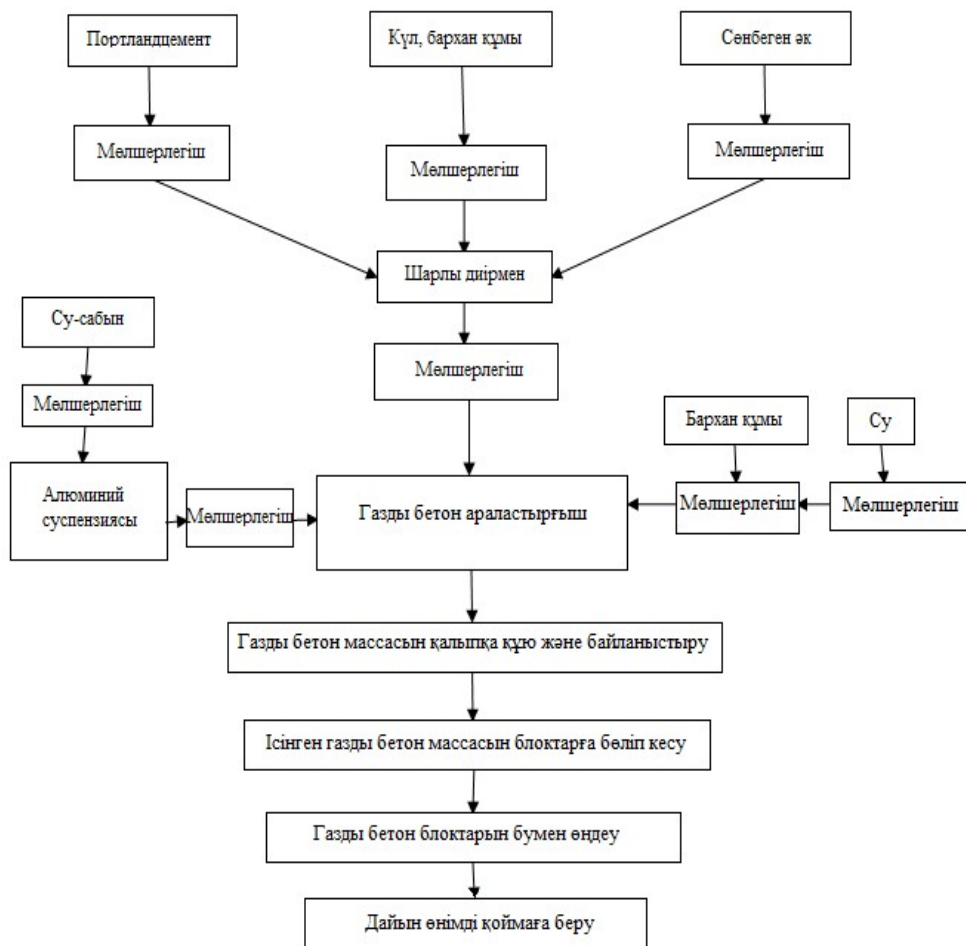 Портландцемент
Күл, бархан құмы
Сөнбеген әк
Мөлшерлегіш
Мөлшерлегіш
Мөлшерлегіш
Шарлы диірмен
Су-сабын
Мөлшерлегіш
Мөлшерлегіш
Бархан құмы
Су
Алюминий
суспензиясы
Мөлшерлегіш
Газды бетон араластырғыш
Мөлшерлегіш
Мөлшерлегіш
Газды бетон массасын қалыпқа құю және байланыстыру
Ісінген газды бетон массасын блоктарға бөліп кесу
Газды бетон блоктарын бумен өңдеу
Дайын өнімді қоймаға беру